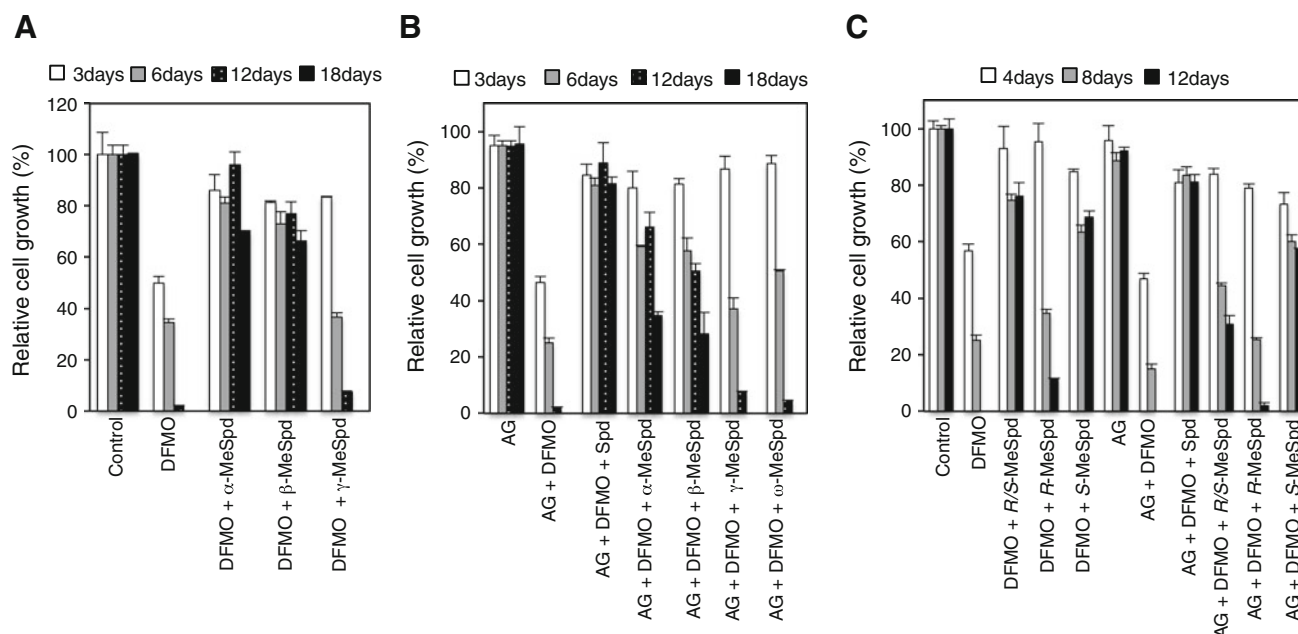 A
3days 6days 12days 18days
Relative cell growth (%)
120
100
80
60
40
20
0
Control
DFMO
DFMO + α-MeSpd
DFMO + β-MeSpd
DFMO + γ-MeSpd
B
3days 6days 12days 18days
Relative cell growth (%)
100
80
60
40
20
0
AG
AG + DFMO
AG + DFMO + Spd
AG + DFMO + α-MeSpd
AG + DFMO + β-MeSpd
AG + DFMO + γ-MeSpd
AG + DFMO + ω-MeSpd
C
4days 8days 12days
Relative cell growth (%)
100
80
60
40
20
0
Control
DFMO
DFMO + R/S-MeSpd
DFMO + R-MeSpd
DFMO + S-MeSpd
AG
AG + DFMO
AG + DFMO + Spd
AG + DFMO + R/S-MeSpd
AG + DFMO + R-MeSpd
AG + DFMO + S-MeSpd